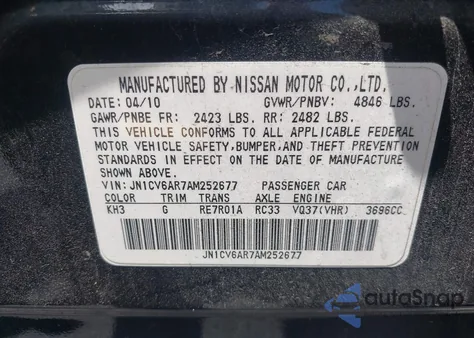 MANUFACTURED BY NISSAN MOTOR CO.,LTD.
DATE: 04/10 GVWR/PNBV: 4846 LBS.
GAWR/PNBE FR: 2423 LBS. RR: 2482 LBS.
THIS VEHICLE CONFORMS TO ALL APPLICABLE FEDERAL
MOTOR VEHICLE SAFETY,BUMPER,AND THEFT PREVENTION
STANDARDS IN EFFECT ON THE DATE OF MANUFACTURE
SHOWN ABOVE.
VIN: JN1CV6AR7AM252677 PASSENGER CAR
COLOR TRIM TRANS AXLE ENGINE
KH3 G RE7R01A RC33 VQ37(VHR) 3696CC
JN1CV6AR7AM252677
autoSnap